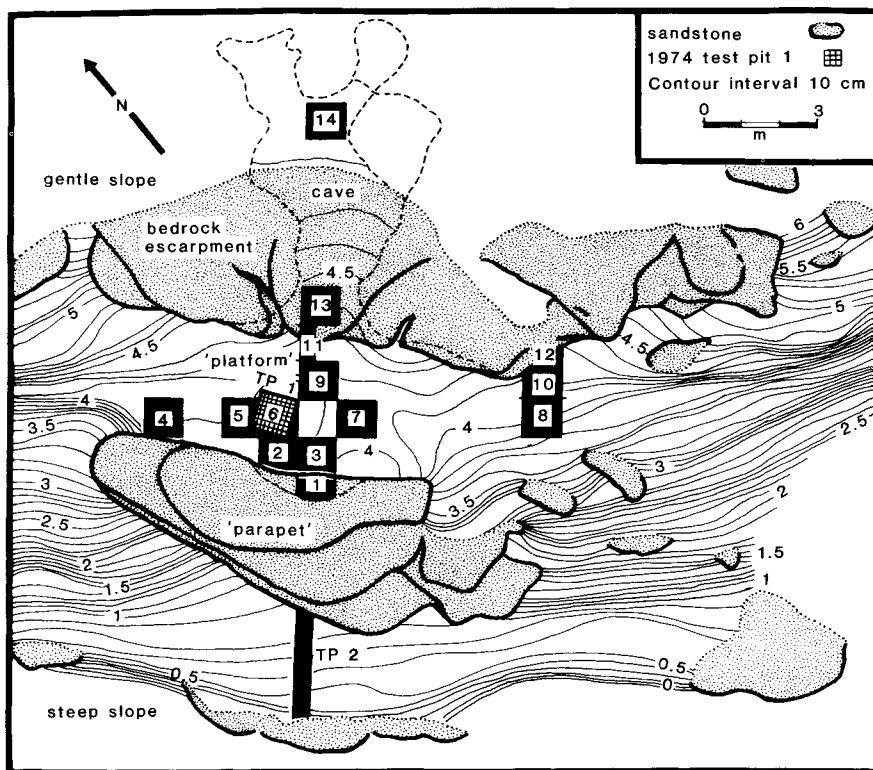 sandstone
1974 test pit 1
Contour interval 10 cm
0 3
m
N
14
gentle slope
cave
bedrock
escarpment
6
5.5
4.5
13
5
5
4.5
11
12
4.5
'platform'
TP 1
9
10
4
4
5
6
7
8
3.5
4
2.5
2
3
4
3
3
1
3.5
2
2.5
'parapet'
2
1.5
1.5
1
1
TP 2
0.5
0.5
0
steep slope